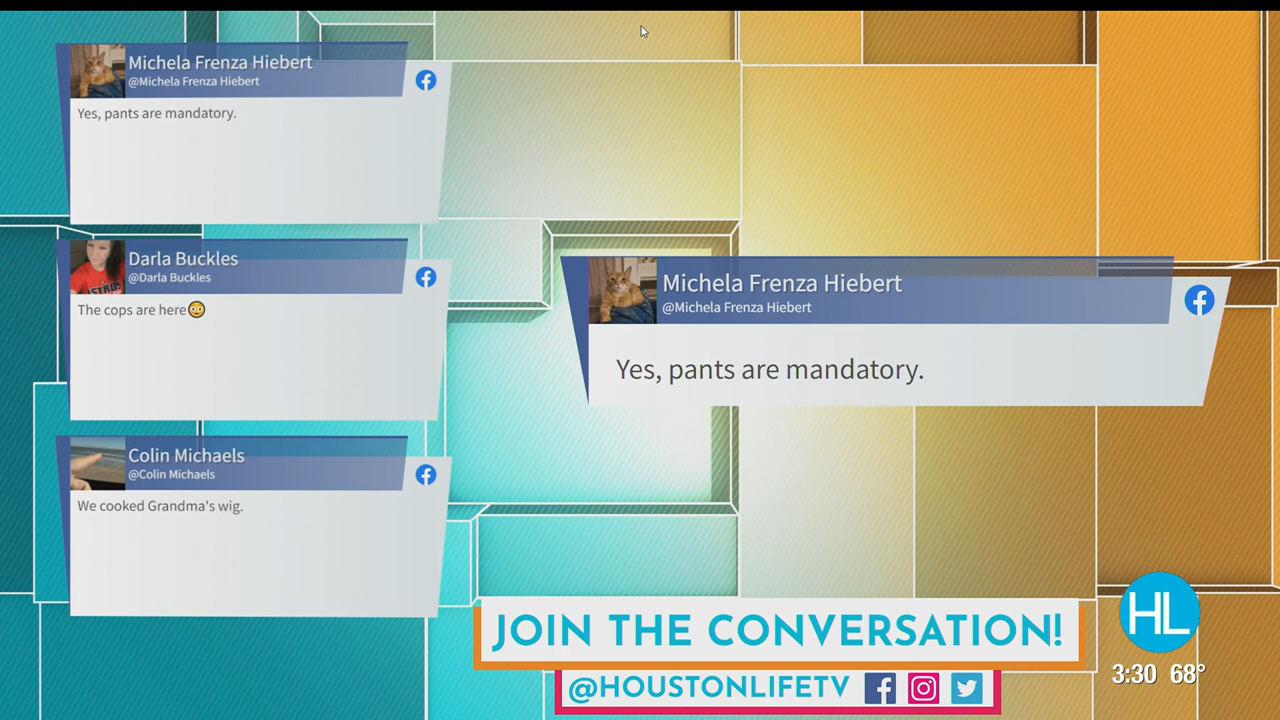 Michela Frenza Hiebert
@Michela Frenza Hiebert
Yes, pants are mandatory.
Darla Buckles
@Darla Buckles
The cops are here😳
Colin Michaels
@Colin Michaels
We cooked Grandma's wig.
Michela Frenza Hiebert
@Michela Frenza Hiebert
Yes, pants are mandatory.
JOIN THE CONVERSATION!
@HOUSTONLIFETV
HL
3:30 68°